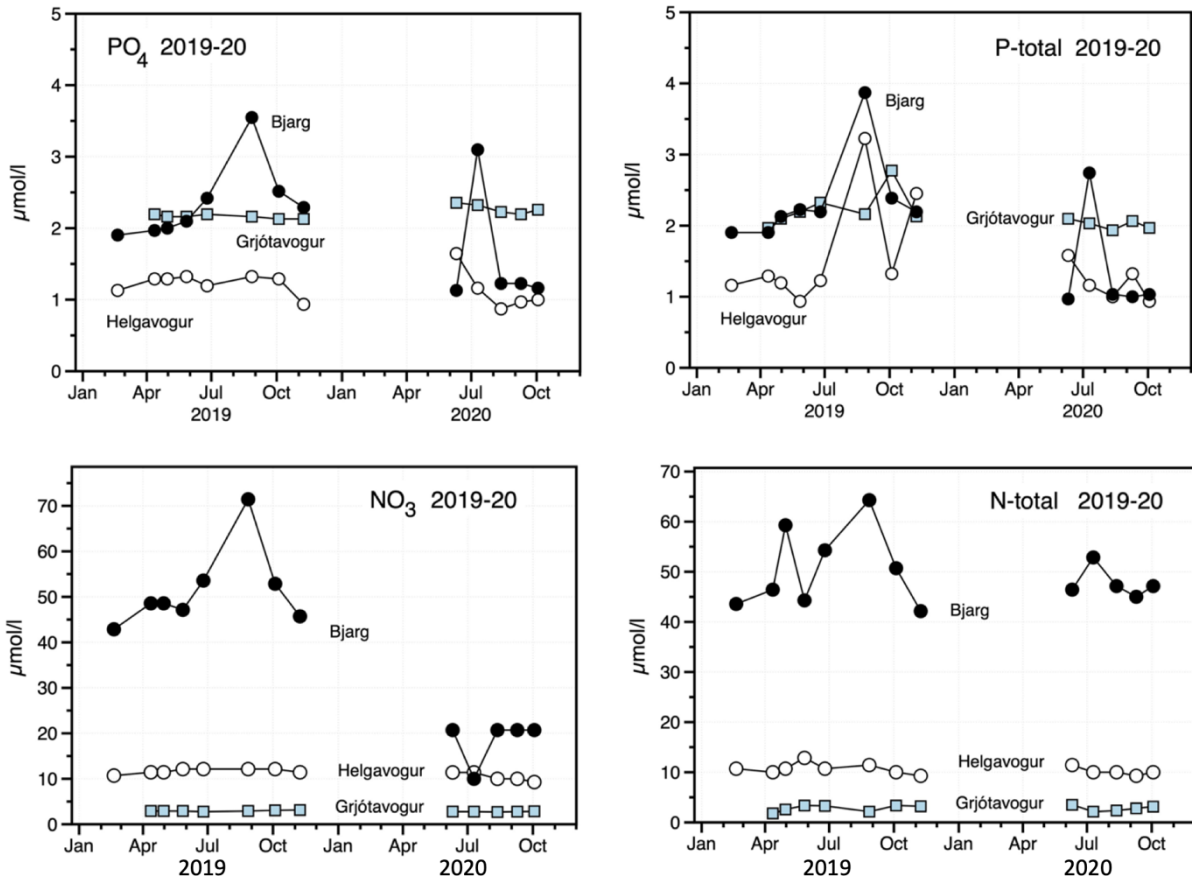 PO4 2019-20
5
4
3
2
1
0
µmol/l
Bjarg
Grjótavogur
Helgavogur
Jan Apr Jul Oct Jan Apr Jul Oct
2019 2020
P-total 2019-20
5
4
3
2
1
0
µmol/l
Bjarg
Grjótavogur
Helgavogur
Jan Apr Jul Oct Jan Apr Jul Oct
2019 2020
NO3 2019-20
70
60
50
40
30
20
10
0
µmol/l
Bjarg
Helgavogur
Grjótavogur
Jan Apr Jul Oct Jan Apr Jul Oct
2019 2020
N-total 2019-20
70
60
50
40
30
20
10
0
µmol/l
Bjarg
Helgavogur
Grjótavogur
Jan Apr Jul Oct Jan Apr Jul Oct
2019 2020